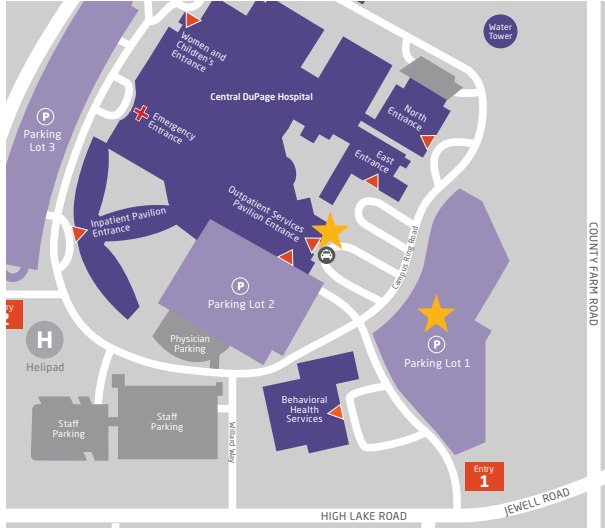 Women and
Children's
Entrance
Water
Tower
Central DuPage Hospital
P
Parking
Lot 3
Emergency
Entrance
North
Entrance
East
Entrance
Outpatient Services
Pavilion Entrance
Inpatient Pavilion
Entrance
Campus Ring Road
COUNTY FARM ROAD
P
Parking Lot 2
H
Helipad
Physician
Parking
P
Parking Lot 1
Staff
Parking
Staff
Parking
Willard Way
Behavioral
Health
Services
Entry
1
HIGH LAKE ROAD
JEWELL ROAD